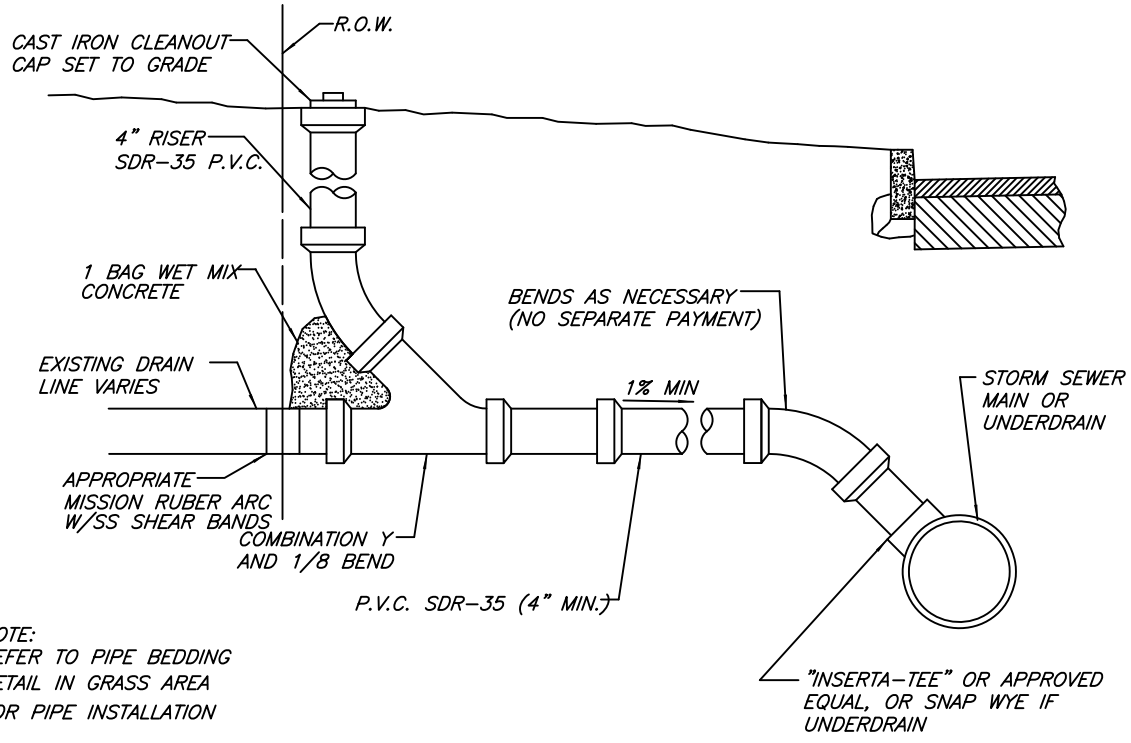 R.O.W.
CAST IRON CLEANOUT
CAP SET TO GRADE
4" RISER
SDR-35 P.V.C.
1 BAG WET MIX
CONCRETE
BENDS AS NECESSARY
(NO SEPARATE PAYMENT)
EXISTING DRAIN
LINE VARIES
1% MIN
STORM SEWER
MAIN OR
UNDERDRAIN
APPROPRIATE
MISSION RUBER ARC
W/SS SHEAR BANDS
COMBINATION Y
AND 1/8 BEND
P.V.C. SDR-35 (4" MIN.)
OTE:
EFER TO PIPE BEDDING
ETAIL IN GRASS AREA
OR PIPE INSTALLATION
"INSERTA-TEE" OR APPROVED
EQUAL, OR SNAP WYE IF
UNDERDRAIN